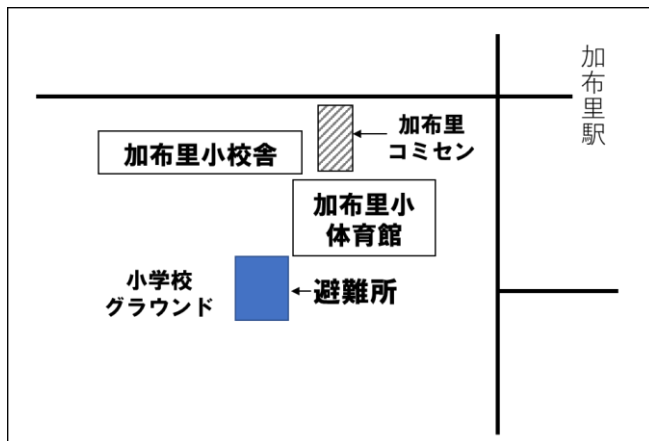 加布里駅
加布里
コミセン
加布里小校舎
加布里小
体育館
小学校
グラウンド
避難所